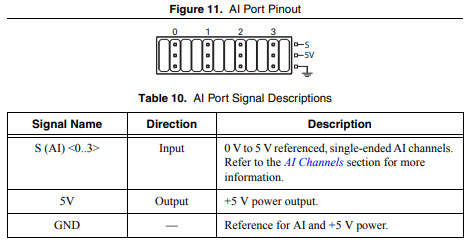 Figure 11. AI Port Pinout
0 1 2 3
S
5V
Table 10. AI Port Signal Descriptions
Signal Name Direction Description
S (AI) <0..3> Input 0 V to 5 V referenced, single-ended AI channels.
Refer to the AI Channels section for more
information.
5V Output +5 V power output.
GND — Reference for AI and +5 V power.